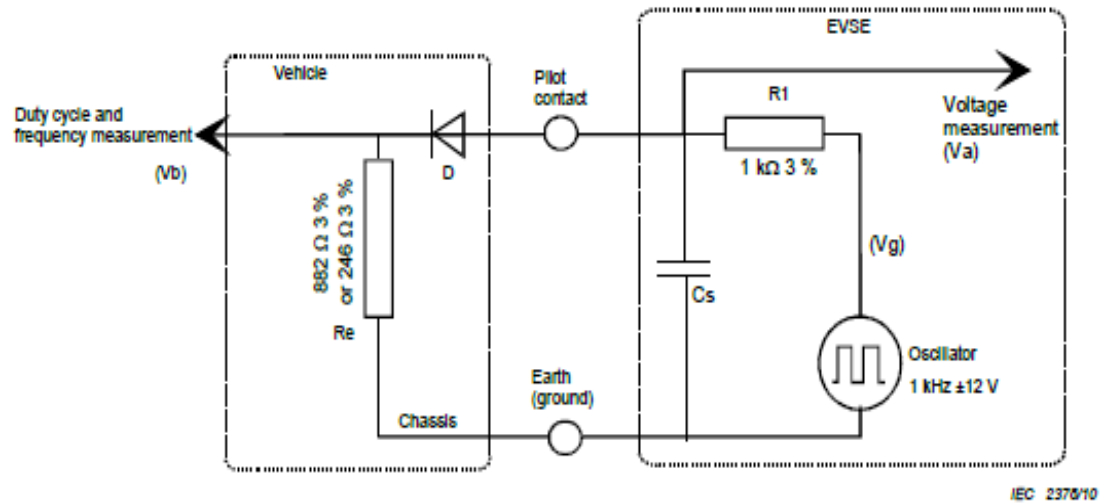 EVSE
Vehicle
Pilot
contact
R1
Voltage
measurement
(Va)
Duty cycle and
frequency measurement
(Vb)
D
1 kΩ 3 %
882 Ω 3 %
or 246 Ω 3 %
(Vg)
Cs
Re
Oscillator
1 kHz ±12 V
Earth
(ground)
Chassis
IEC 2376/10